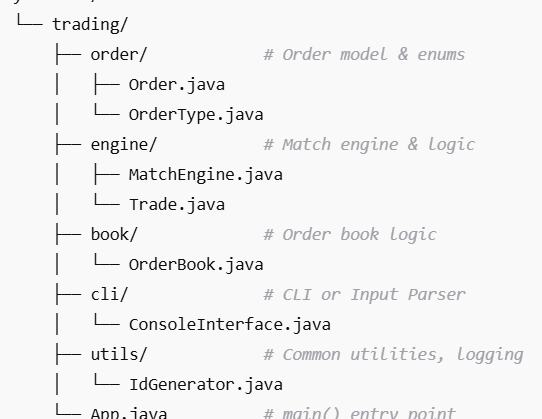 └── trading/
├── order/ # Order model & enums
│ ├── Order.java
│ └── OrderType.java
├── engine/ # Match engine & logic
│ ├── MatchEngine.java
│ └── Trade.java
├── book/ # Order book logic
│ └── OrderBook.java
├── cli/ # CLI or Input Parser
│ └── ConsoleInterface.java
├── utils/ # Common utilities, logging
│ └── IdGenerator.java
└── App.java # main() entry point